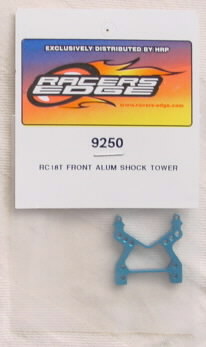 EXCLUSIVELY DISTRIBUTED BY HRP
RACERS
EDGE
www.racers-edge.com
9250
RC18T FRONT ALUM SHOCK TOWER